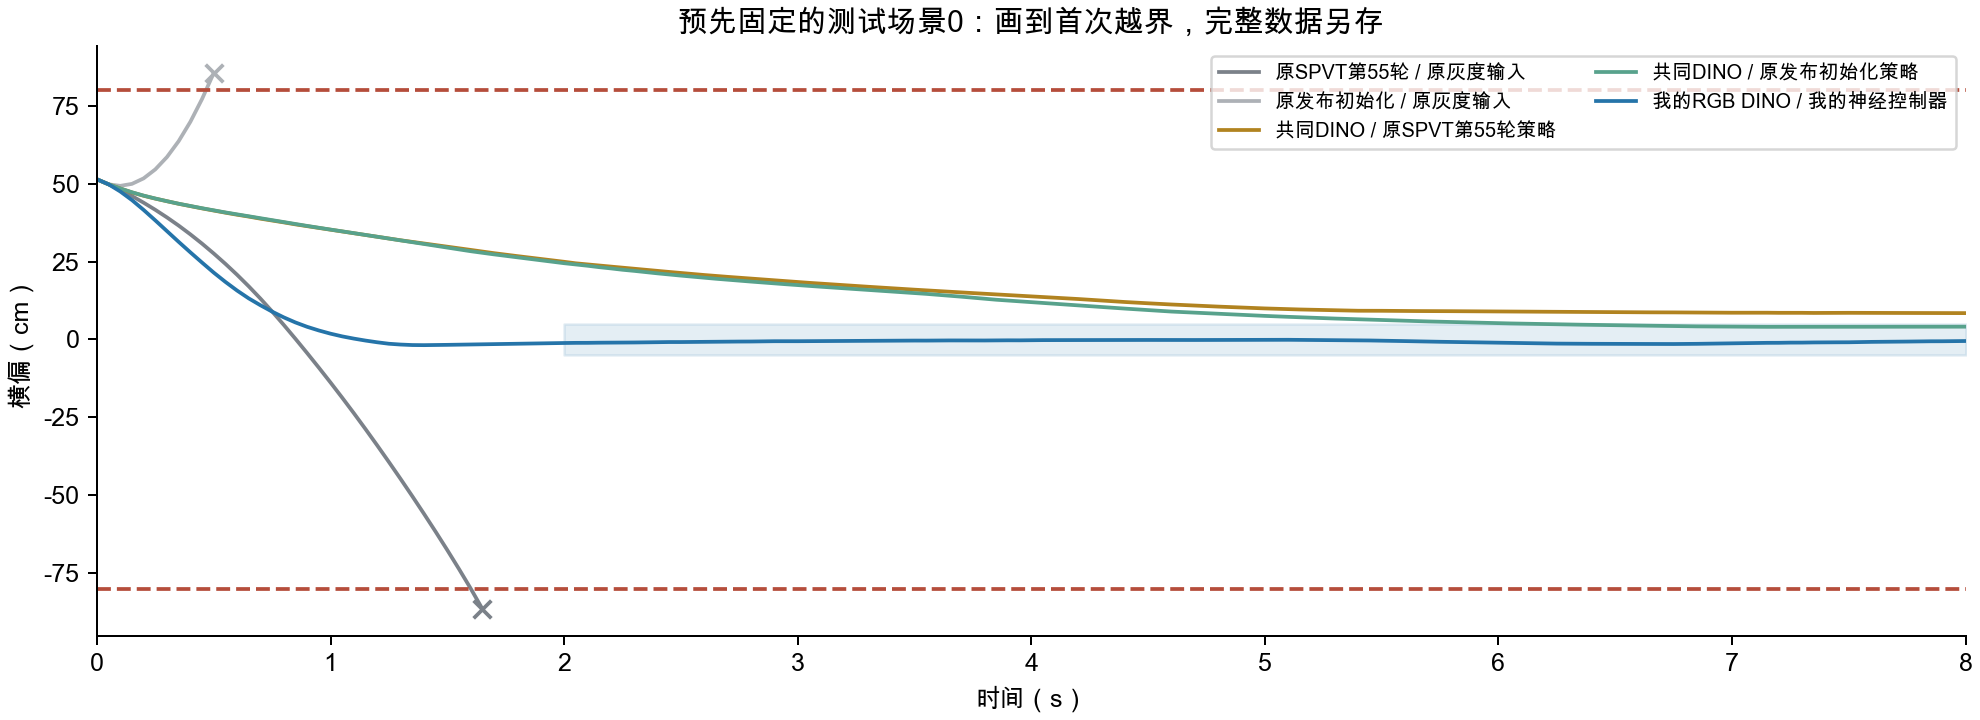 预先固定的测试场景0：画到首次越界，完整数据另存
原SPVT第55轮 / 原灰度输入
原发布初始化 / 原灰度输入
共同DINO / 原SPVT第55轮策略
共同DINO / 原发布初始化策略
我的RGB DINO / 我的神经控制器
横偏（cm）
75
50
25
0
-25
-50
-75
0 1 2 3 4 5 6 7 8
时间（s）